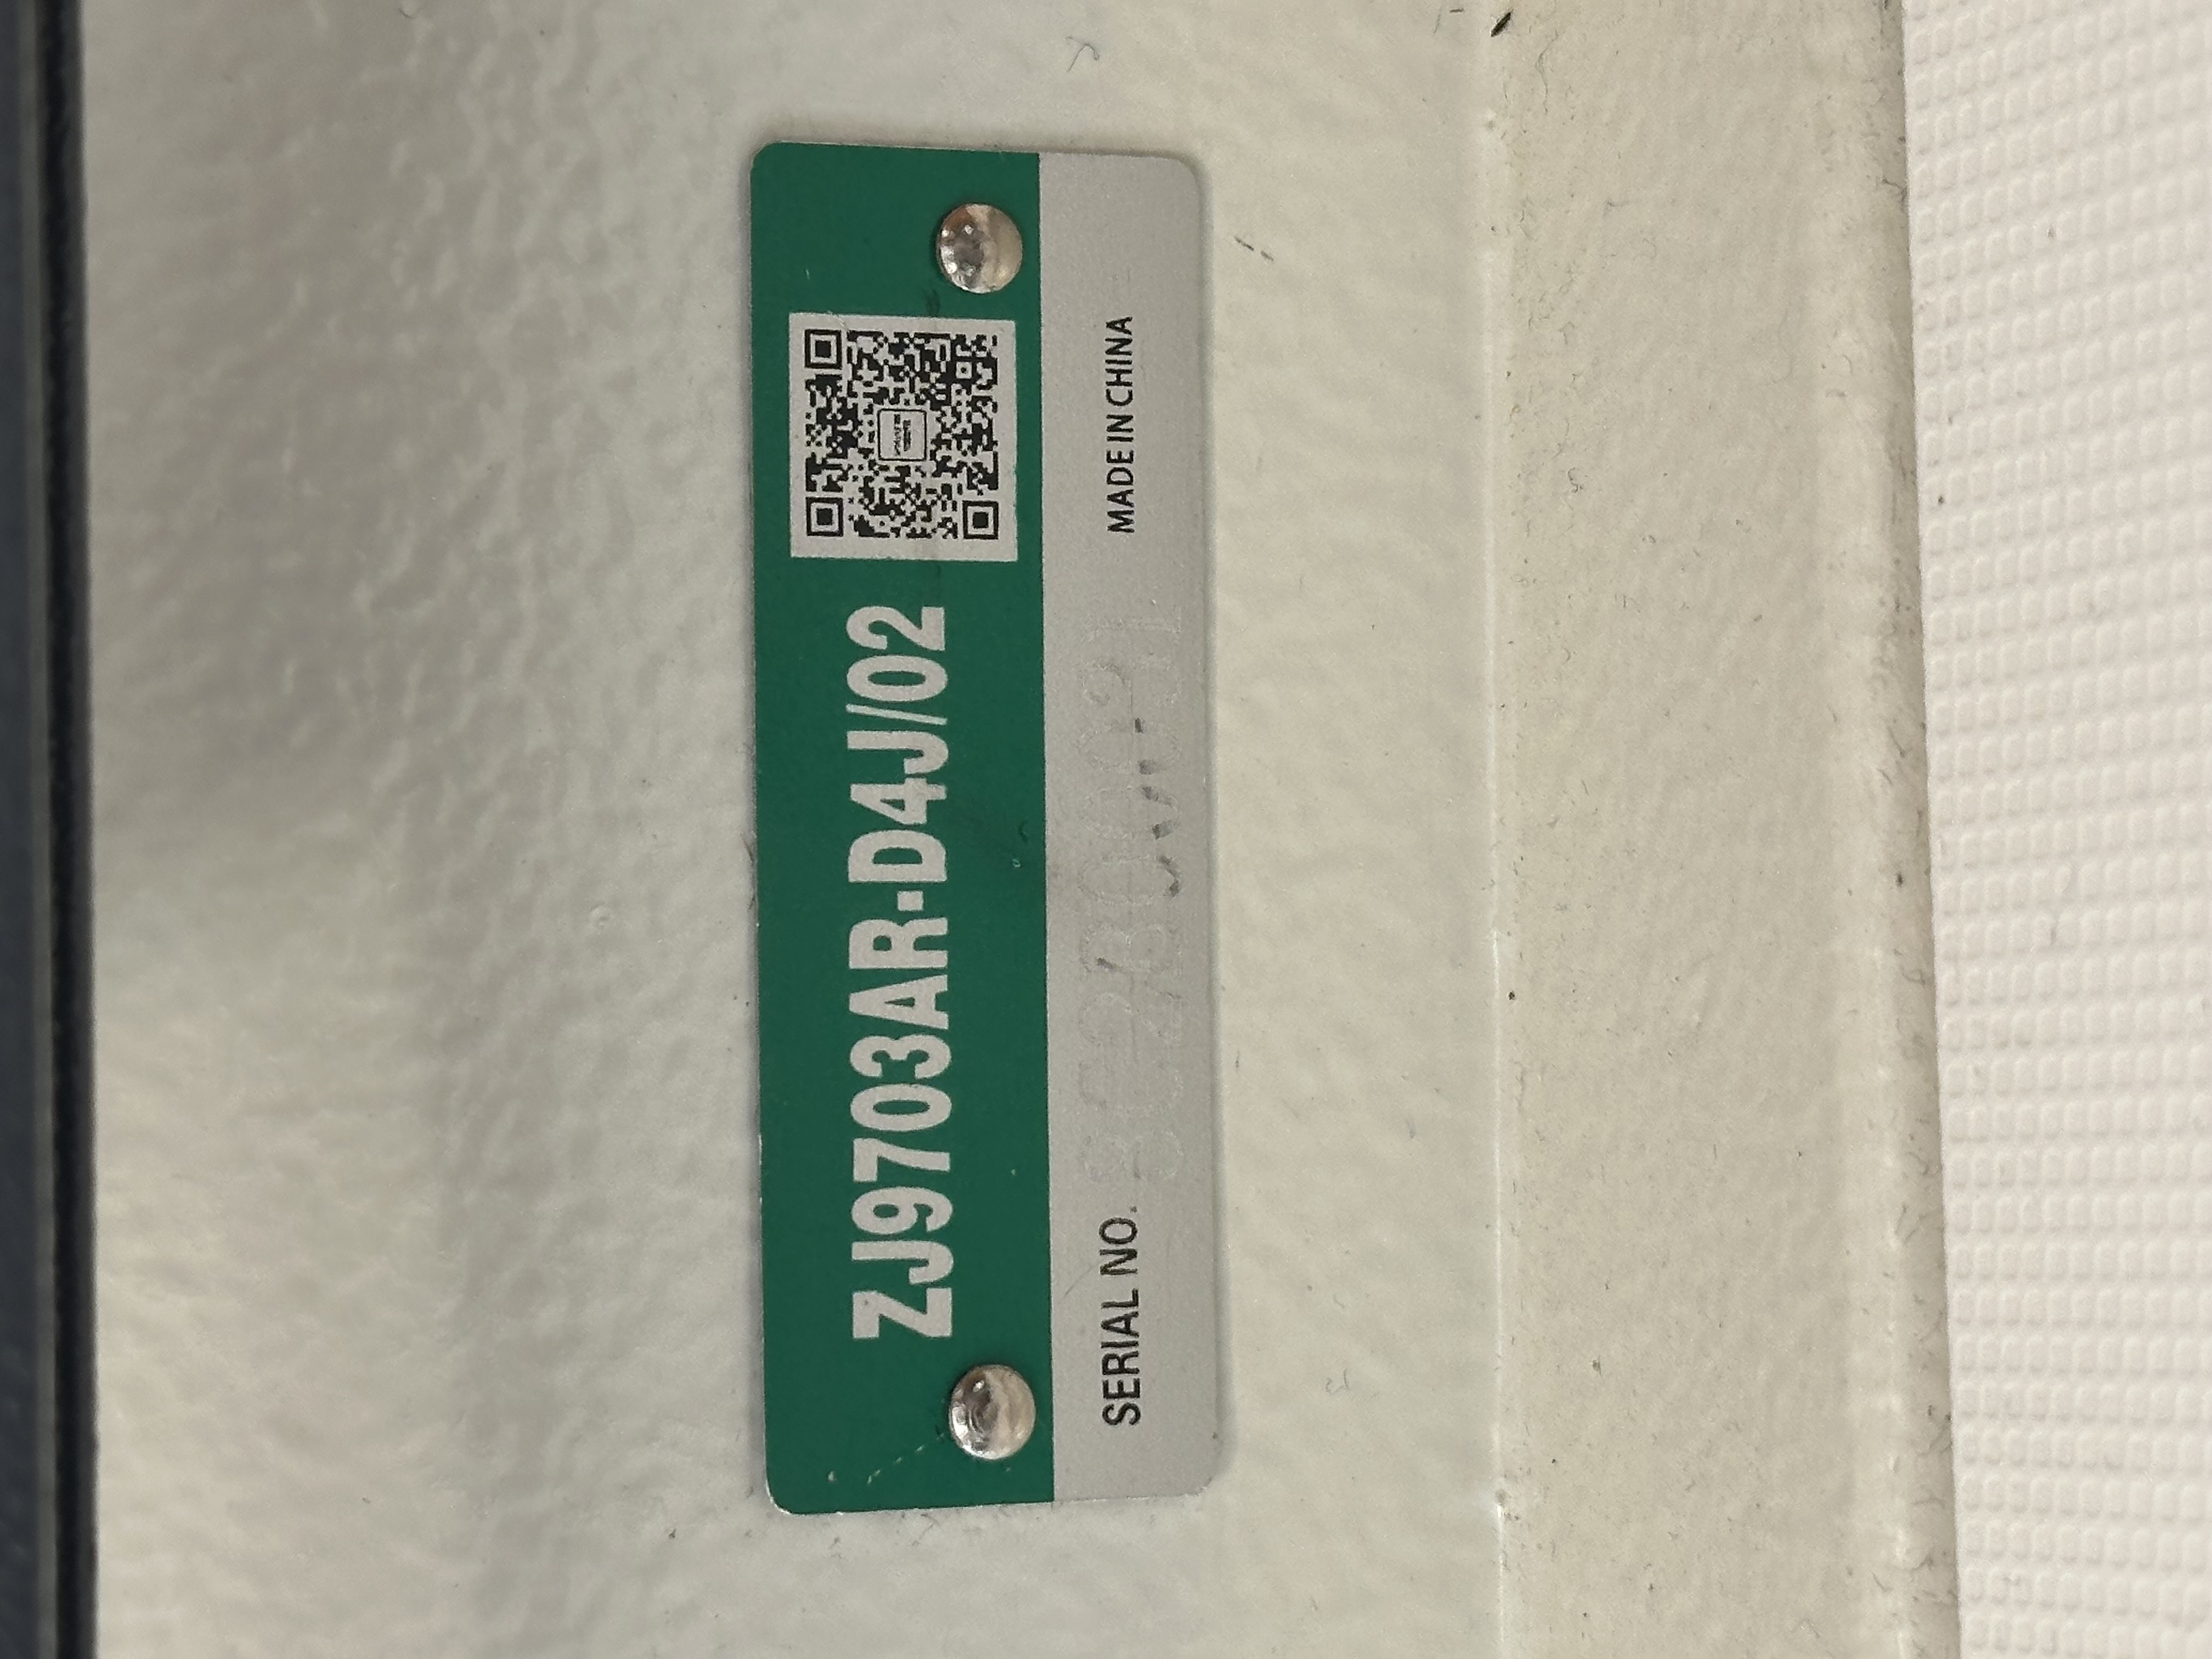 ZJ9703AR-D4J/02
SERIAL NO.
MADE IN CHINA